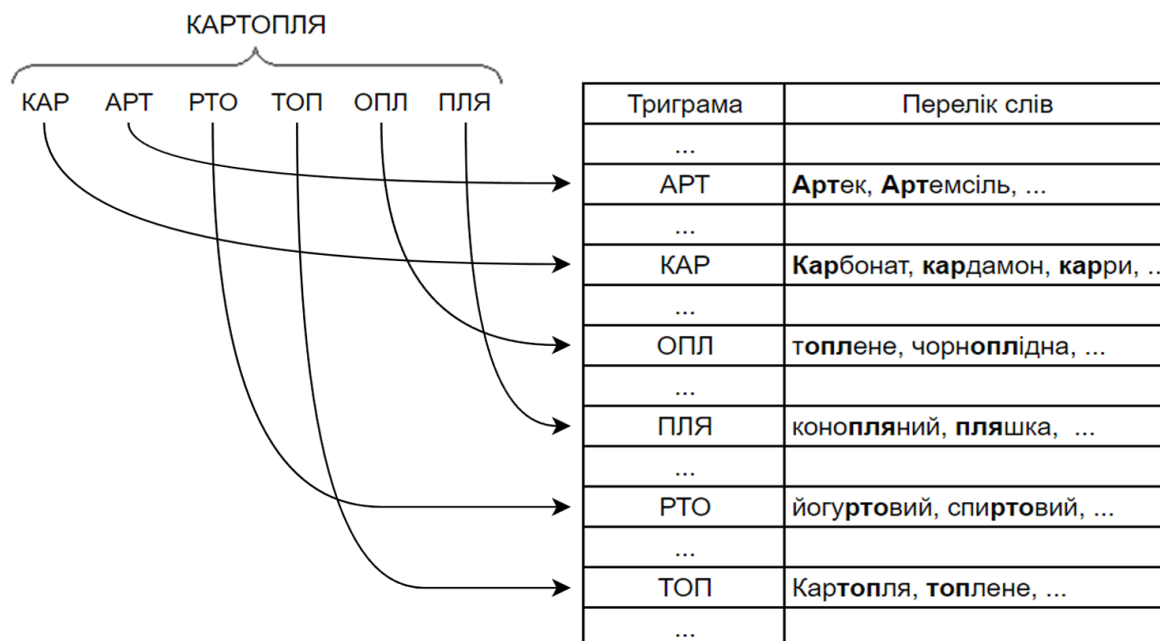 КАРТОПЛЯ
КАР АРТ РТО ТОП ОПЛ ПЛЯ
Триграма Перелік слів
...
АРТ Артек, Артемсіль, ...
...
КАР Карбонат, кардамон, карри, ..
...
ОПЛ топлене, чорноплідна, ...
...
ПЛЯ конопляний, пляшка, ...
...
РТО йогуртовий, спиртовий, ...
...
ТОП Картопля, топлене, ...
...